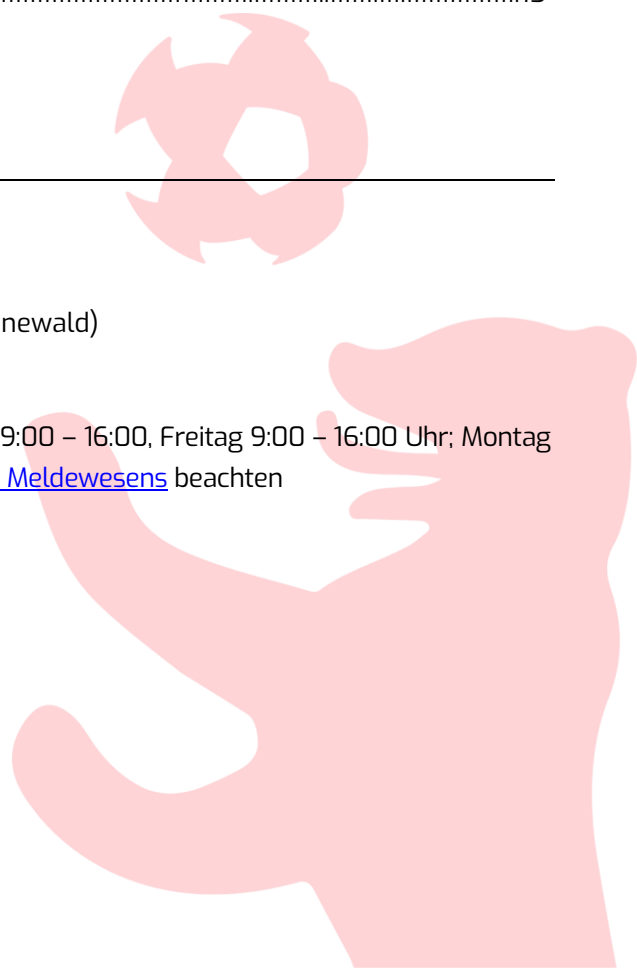 newald)
9:00 – 16:00, Freitag 9:00 – 16:00 Uhr; Montag
Meldewesens beachten